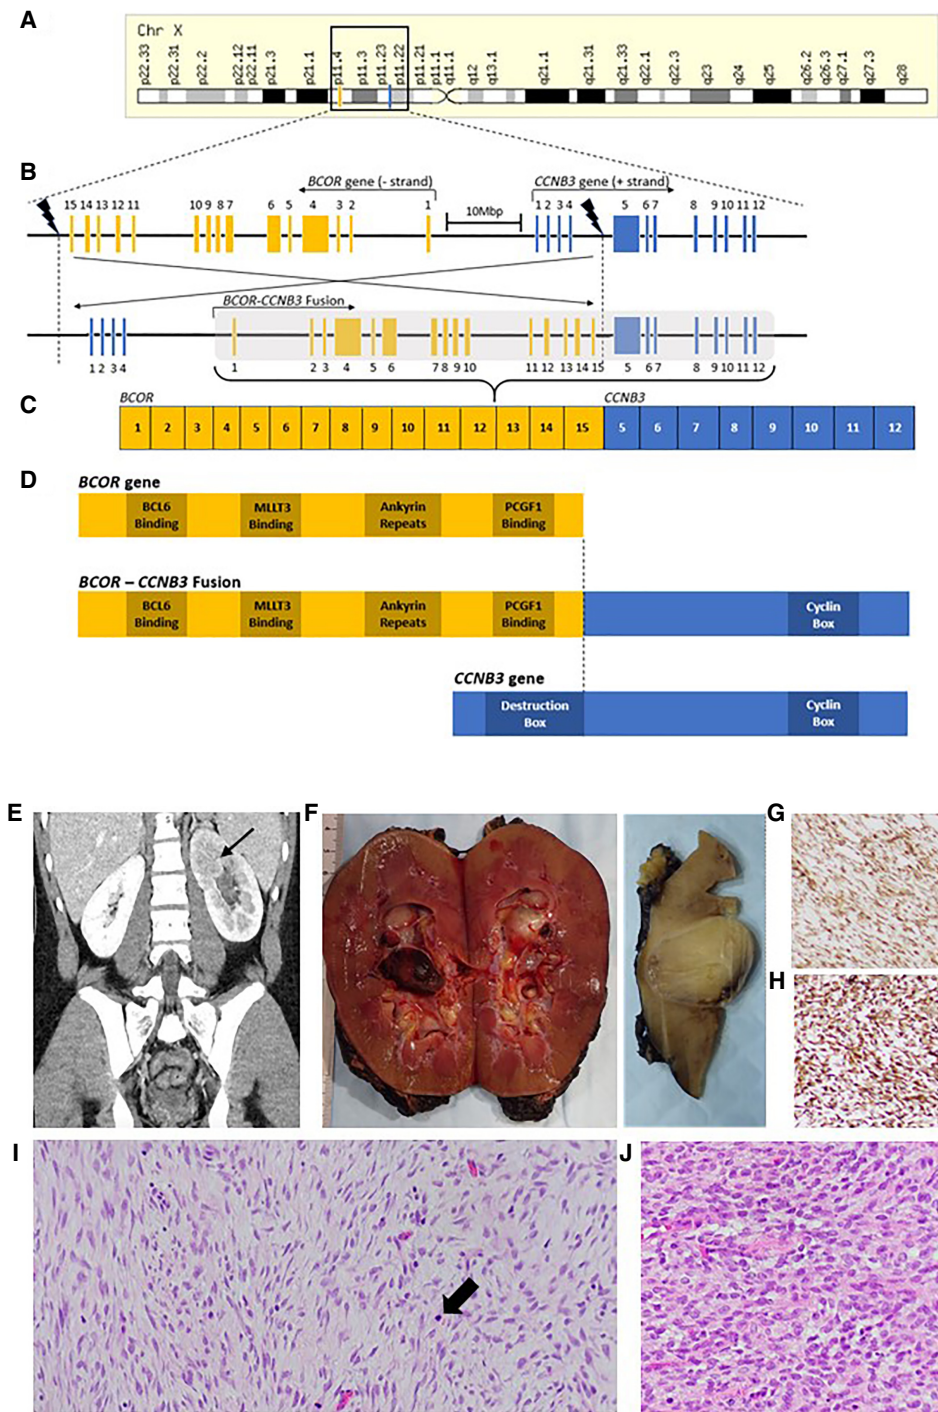 A
Chr X
p22.33
p22.31
p22.2
p22.12
p22.11
p21.3
p21.1
p11.4
p11.3
p11.23
p11.22
p11.21
p11.1
q11.1
q12
q13.1
q21.1
q21.31
q21.33
q22.1
q22.3
q23
q24
q25
q26.2
q26.3
q27.1
q27.3
q28
B
BCOR gene (- strand)
CCNB3 gene (+ strand)
15 14 13 12 11 10 9 8 7 6 5 4 3 2 1
10Mbp
1 2 3 4 5 6 7 8 9 10 11 12
BCOR-CCNB3 Fusion
1 2 3 4 1 2 3 4 5 6 7 8 9 10 11 12 13 14 15 5 6 7 8 9 10 11 12
C
BCOR CCNB3
1 2 3 4 5 6 7 8 9 10 11 12 13 14 15 5 6 7 8 9 10 11 12
D
BCOR gene
BCL6 Binding
MLLT3 Binding
Ankyrin Repeats
PCGF1 Binding
BCOR – CCNB3 Fusion
BCL6 Binding
MLLT3 Binding
Ankyrin Repeats
PCGF1 Binding
Cyclin Box
CCNB3 gene
Destruction Box
Cyclin Box
E
F
G
H
I
J